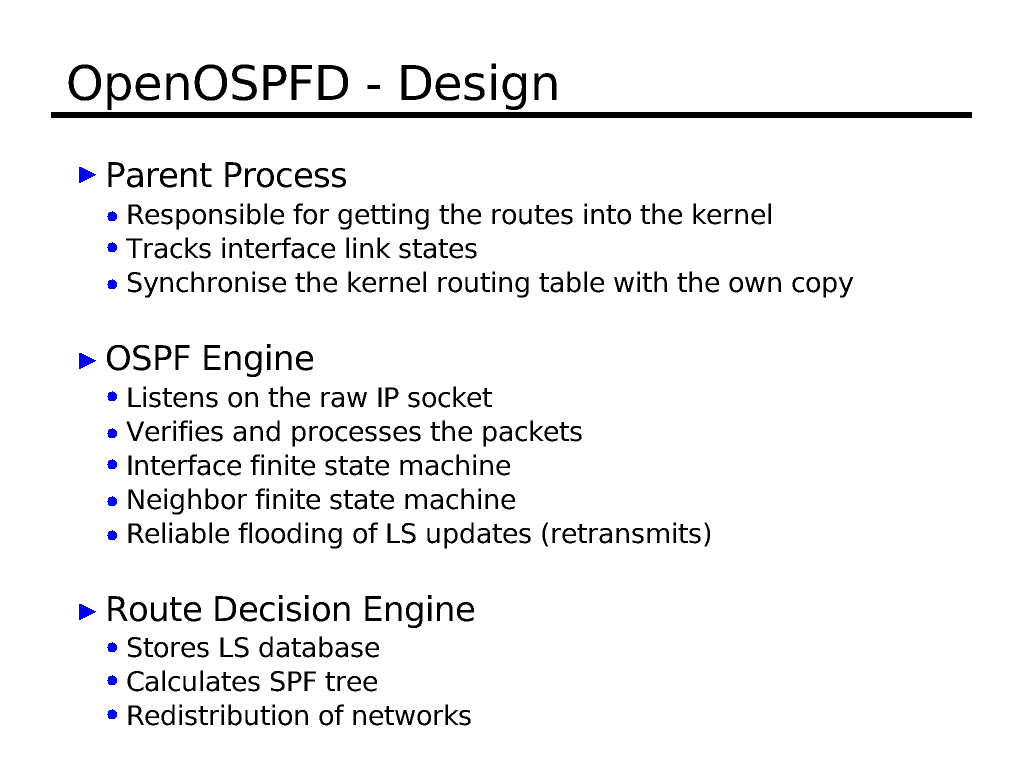 OpenOSPFD - Design
Parent Process
Responsible for getting the routes into the kernel
Tracks interface link states
Synchronise the kernel routing table with the own copy
OSPF Engine
Listens on the raw IP socket
Verifies and processes the packets
Interface finite state machine
Neighbor finite state machine
Reliable flooding of LS updates (retransmits)
Route Decision Engine
Stores LS database
Calculates SPF tree
Redistribution of networks